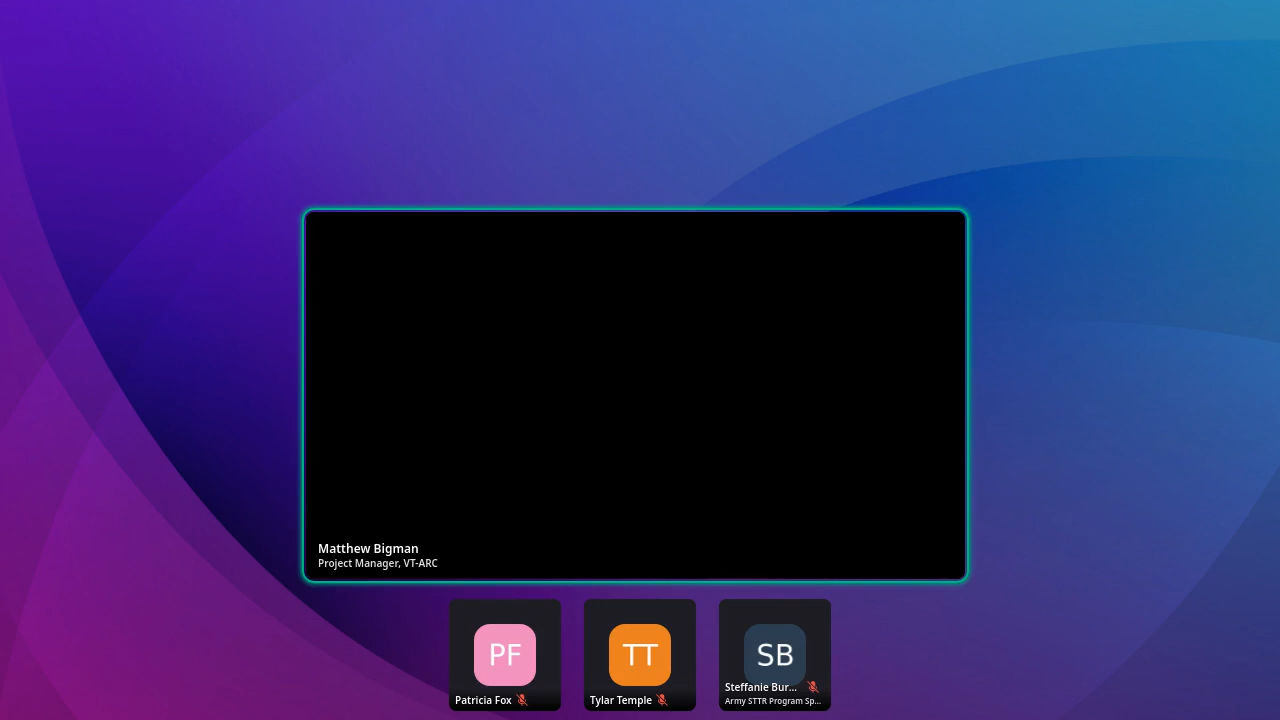 Matthew Bigman
Project Manager, VT-ARC
PF
TT
SB
Patricia Fox
Tylar Temple
Steffanie Bur...
Army STTR Program Sp...